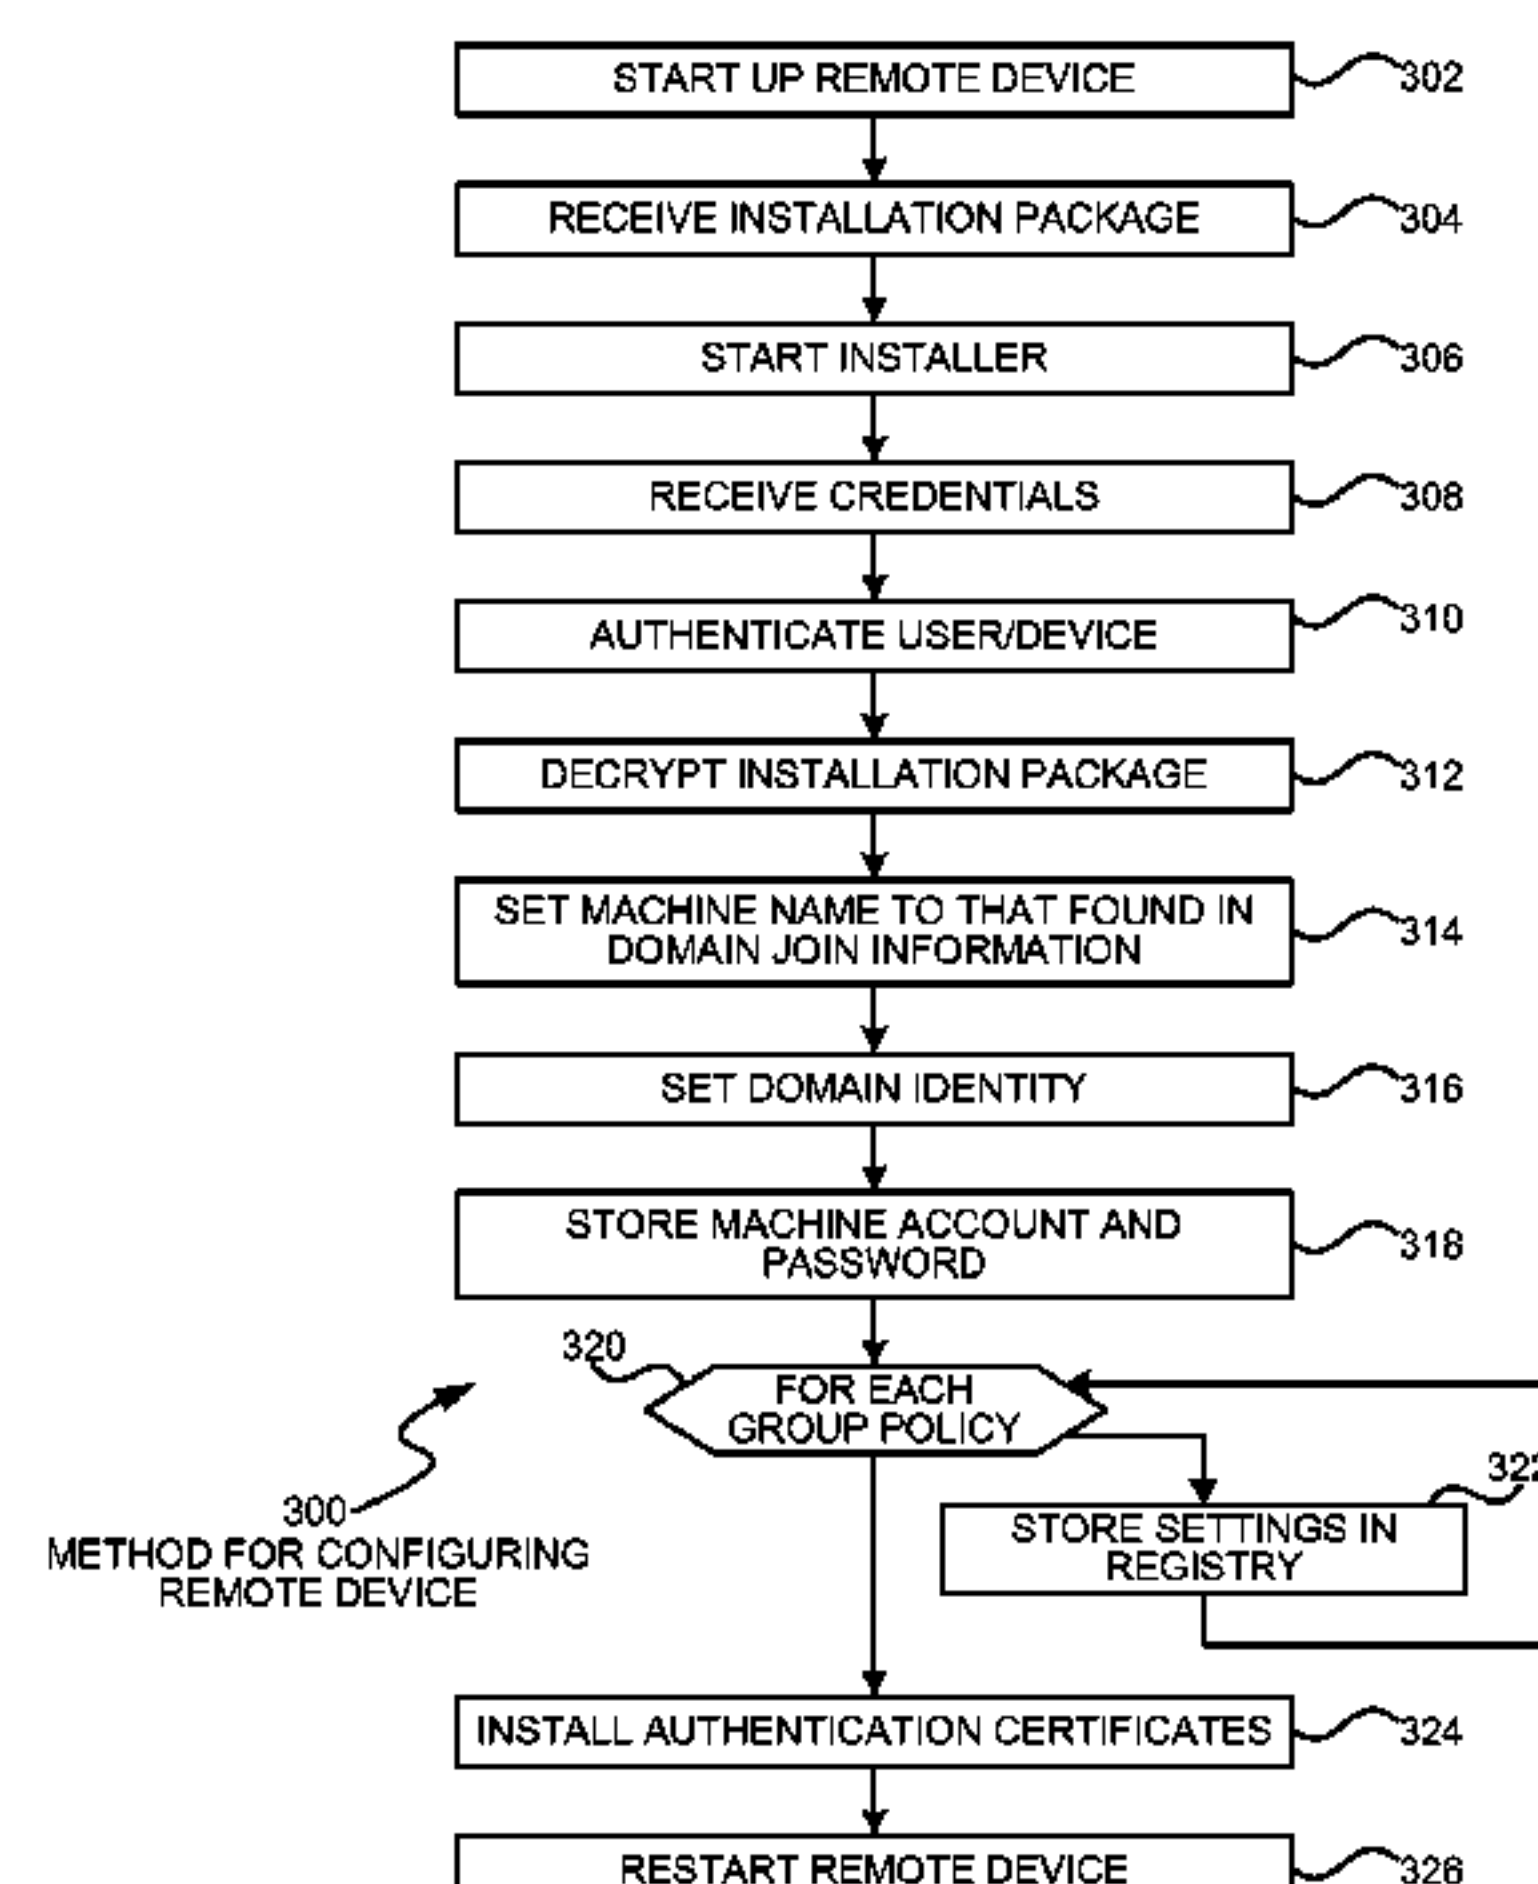 START UP REMOTE DEVICE
302
RECEIVE INSTALLATION PACKAGE
304
START INSTALLER
306
RECEIVE CREDENTIALS
308
AUTHENTICATE USER/DEVICE
310
DECRYPT INSTALLATION PACKAGE
312
SET MACHINE NAME TO THAT FOUND IN
DOMAIN JOIN INFORMATION
314
SET DOMAIN IDENTITY
316
STORE MACHINE ACCOUNT AND
PASSWORD
318
320
FOR EACH
GROUP POLICY
322
STORE SETTINGS IN
REGISTRY
300
METHOD FOR CONFIGURING
REMOTE DEVICE
INSTALL AUTHENTICATION CERTIFICATES
324
RESTART REMOTE DEVICE
326